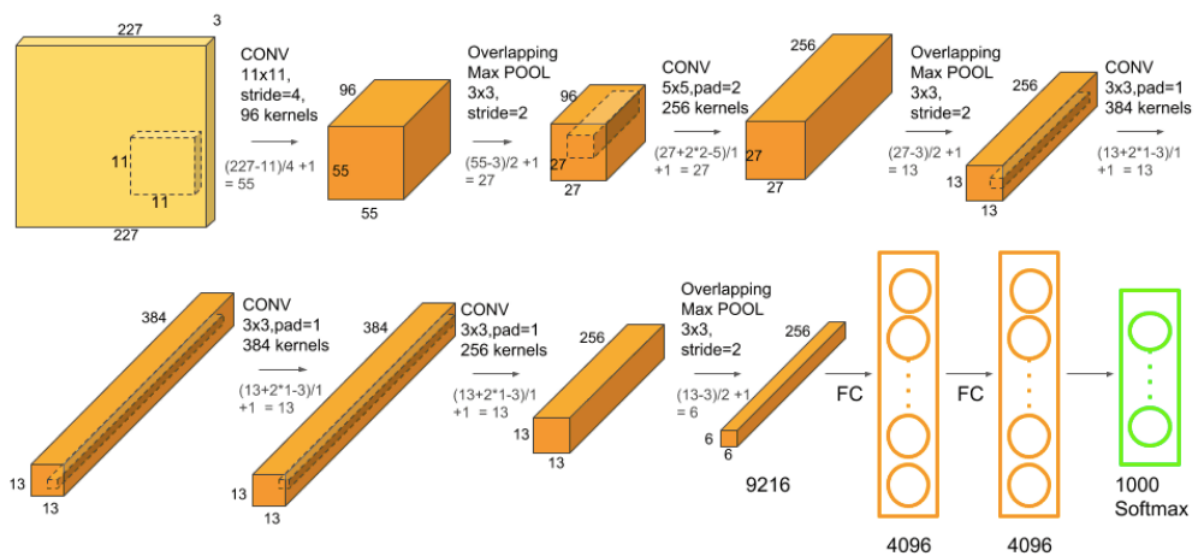 227
3
CONV
11x11,
stride=4,
96 kernels
(227-11)/4 +1
= 55
11
11
227
96
55
55
Overlapping
Max POOL
3x3,
stride=2
(55-3)/2 +1
= 27
96
27
27
CONV
5x5,pad=2
256 kernels
(27+2*2-5)/1
+1 = 27
256
27
27
Overlapping
Max POOL
3x3,
stride=2
(27-3)/2 +1
= 13
256
13
13
CONV
3x3,pad=1
384 kernels
(13+2*1-3)/1
+1 = 13
384
13
13
CONV
3x3,pad=1
384 kernels
(13+2*1-3)/1
+1 = 13
384
13
13
CONV
3x3,pad=1
256 kernels
(13+2*1-3)/1
+1 = 13
256
13
13
Overlapping
Max POOL
3x3,
stride=2
(13-3)/2 +1
= 6
256
6
6
9216
FC
4096
FC
4096
1000
Softmax